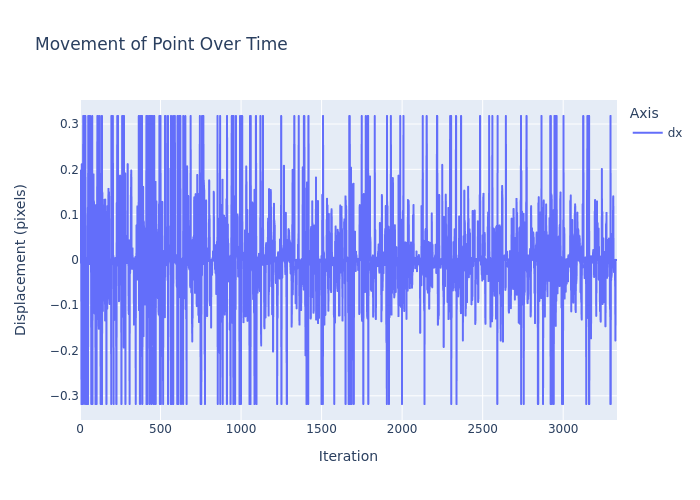 Movement of Point Over Time
Axis
dx
0.3
0.2
0.1
0
−0.1
−0.2
−0.3
Displacement (pixels)
0 500 1000 1500 2000 2500 3000
Iteration